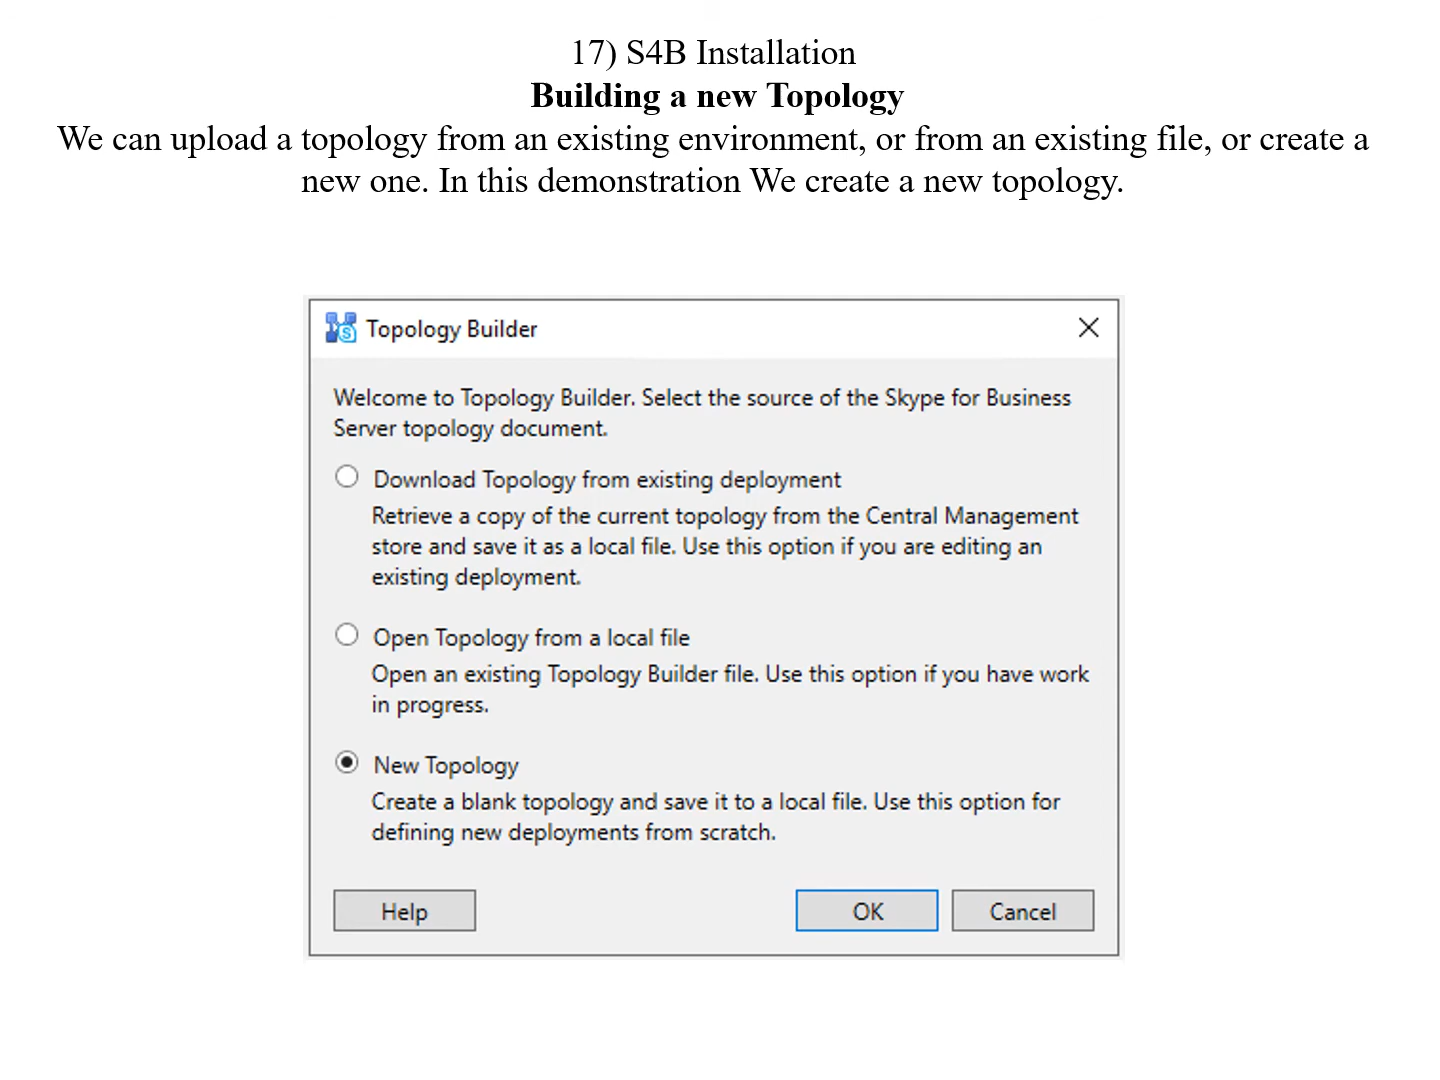 17) S4B Installation
Building a new Topology
We can upload a topology from an existing environment, or from an existing file, or create a
new one. In this demonstration We create a new topology.
Topology Builder
Welcome to Topology Builder. Select the source of the Skype for Business
Server topology document.
Download Topology from existing deployment
Retrieve a copy of the current topology from the Central Management
store and save it as a local file. Use this option if you are editing an
existing deployment.
Open Topology from a local file
Open an existing Topology Builder file. Use this option if you have work
in progress.
New Topology
Create a blank topology and save it to a local file. Use this option for
defining new deployments from scratch.
Help
OK
Cancel